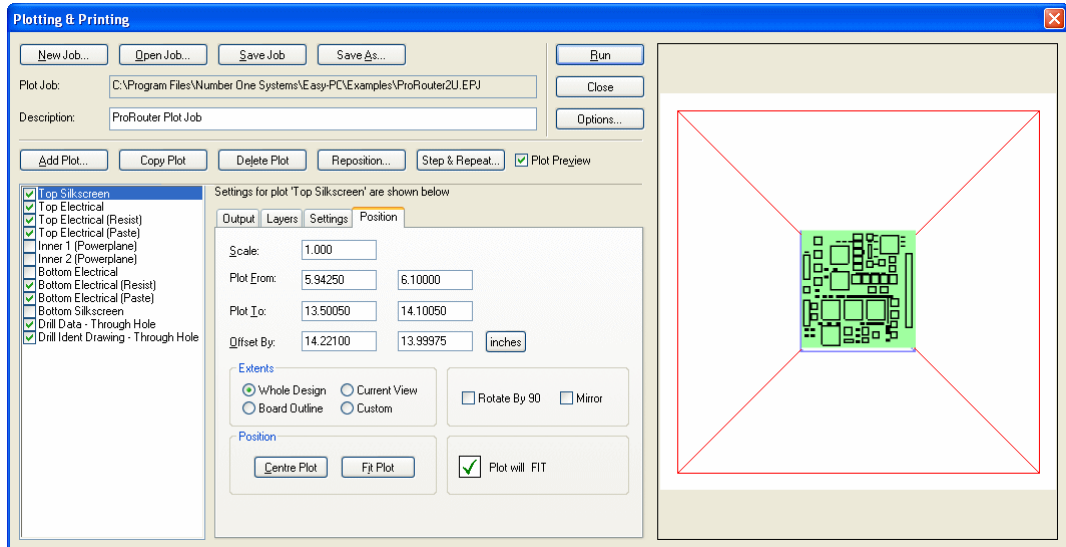 Plotting & Printing
New Job... Open Job... Save Job Save As... Run
Plot Job: C:\Program Files\Number One Systems\Easy-PC\Examples\ProRouter2U.EPJ Close
Description: ProRouter Plot Job Options...
Add Plot... Copy Plot Delete Plot Reposition... Step & Repeat... Plot Preview
Top Silkscreen
Top Electrical
Top Electrical (Resist)
Top Electrical (Paste)
Inner 1 (Powerplane)
Inner 2 (Powerplane)
Bottom Electrical
Bottom Electrical (Resist)
Bottom Electrical (Paste)
Bottom Silkscreen
Drill Data - Through Hole
Drill Ident Drawing - Through Hole
Settings for plot 'Top Silkscreen' are shown below
Output Layers Settings Position
Scale: 1.000
Plot From: 5.94250 6.10000
Plot To: 13.50050 14.10050
Offset By: 14.22100 13.99975 inches
Extents
Whole Design Current View
Board Outline Custom
Rotate By 90 Mirror
Position
Centre Plot Fit Plot
Plot will FIT